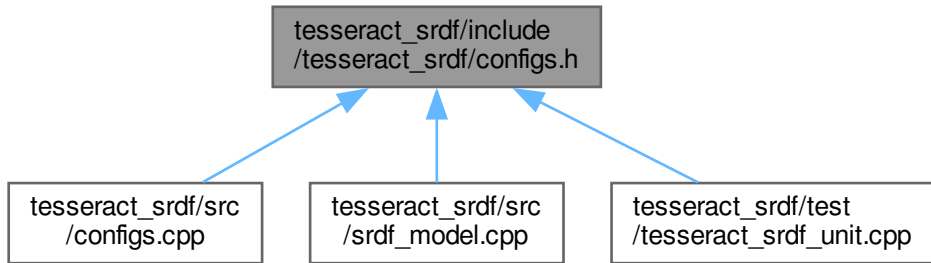 tesseract_srdf/include
/tesseract_srdf/configs.h
tesseract_srdf/src
/configs.cpp
tesseract_srdf/src
/srdf_model.cpp
tesseract_srdf/test
/tesseract_srdf_unit.cpp